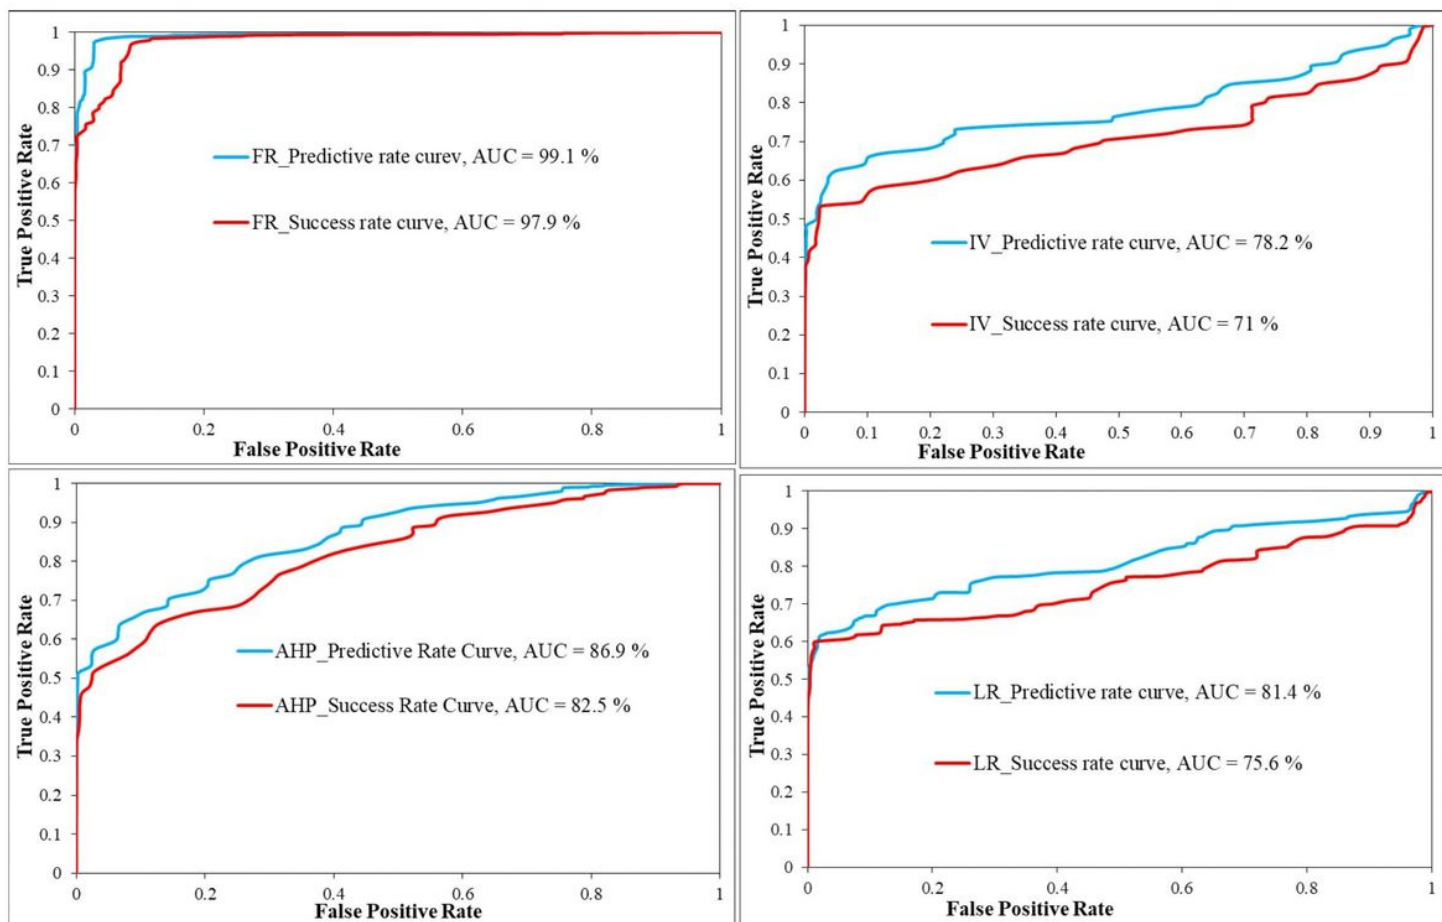 1
0.9
0.8
0.7
0.6
0.5
0.4
0.3
0.2
0.1
0
True Positive Rate
FR_Predictive rate curev, AUC = 99.1 %
FR_Success rate curve, AUC = 97.9 %
0 0.2 0.4 0.6 0.8 1
False Positive Rate
1
0.9
0.8
0.7
0.6
0.5
0.4
0.3
0.2
0.1
0
True Positive Rate
IV_Predictive rate curve, AUC = 78.2 %
IV_Success rate curve, AUC = 71 %
0 0.1 0.2 0.3 0.4 0.5 0.6 0.7 0.8 0.9 1
False Positive Rate
1
0.9
0.8
0.7
0.6
0.5
0.4
0.3
0.2
0.1
0
True Positive Rate
AHP_Predictive Rate Curve, AUC = 86.9 %
AHP_Success Rate Curve, AUC = 82.5 %
0 0.2 0.4 0.6 0.8 1
False Positive Rate
1
0.9
0.8
0.7
0.6
0.5
0.4
0.3
0.2
0.1
0
True Positive Rate
LR_Predictive rate curve, AUC = 81.4 %
LR_Success rate curve, AUC = 75.6 %
0 0.2 0.4 0.6 0.8 1
False Positive Rate